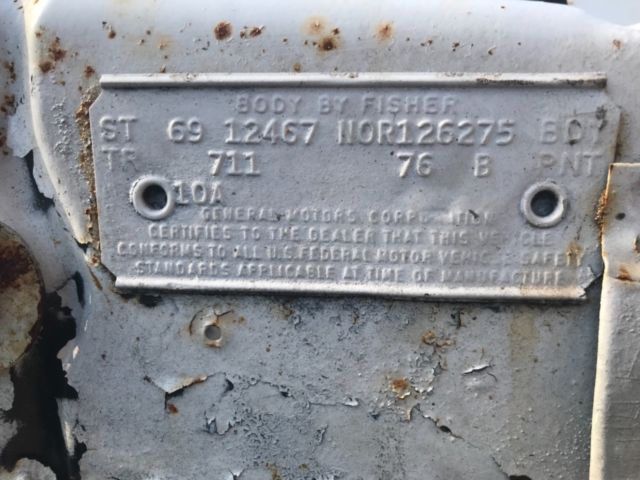 BODY BY FISHER
ST 69 12467 NOR126275 BDY
TR 711 76 B PNT
10A
GENERAL MOTORS CORPORATION
CERTIFIES TO THE DEALER THAT THIS VEHICLE
CONFORMS TO ALL U.S. FEDERAL MOTOR VEHICLE SAFETY
STANDARDS APPLICABLE AT TIME OF MANUFACTURE